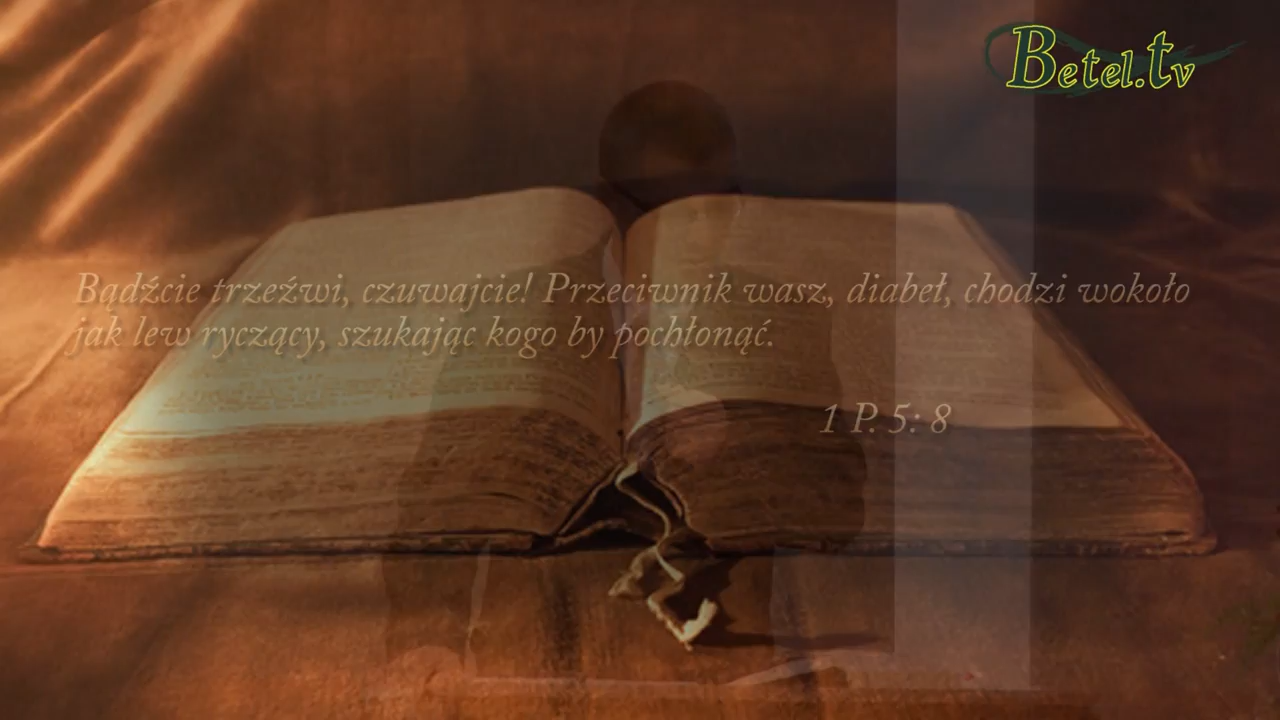 Betel.tv
Bądźcie trzeźwi, czuwajcie! Przeciwnik wasz, diabeł, chodzi wokoło
jak lew ryczący, szukając kogo by pochłonąć.
1 P. 5: 8